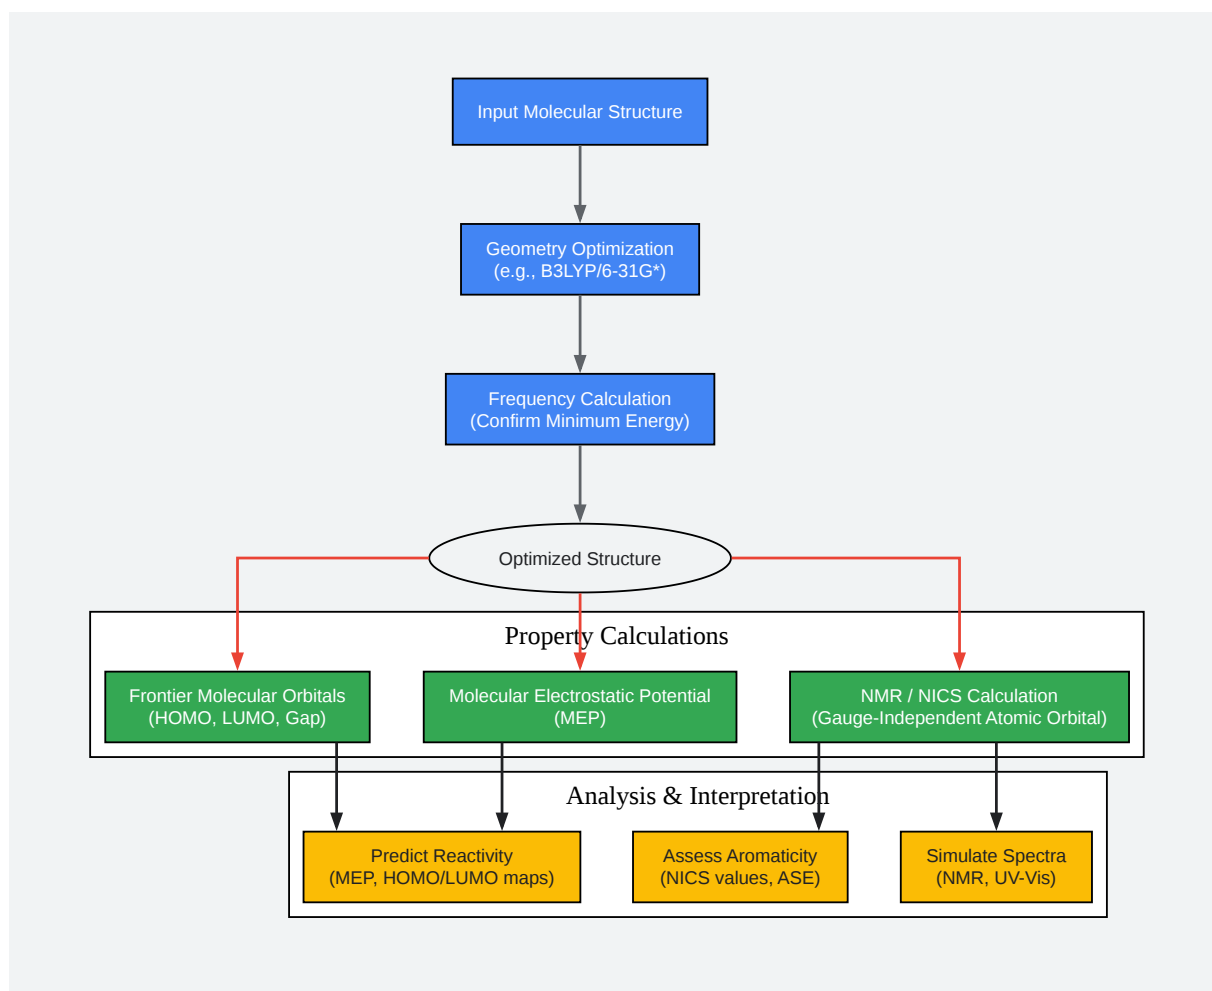 Input Molecular Structure
Geometry Optimization
(e.g., B3LYP/6-31G*)
Frequency Calculation
(Confirm Minimum Energy)
Optimized Structure
Property Calculations
Frontier Molecular Orbitals
(HOMO, LUMO, Gap)
Molecular Electrostatic Potential
(MEP)
NMR / NICS Calculation
(Gauge-Independent Atomic Orbital)
Analysis & Interpretation
Predict Reactivity
(MEP, HOMO/LUMO maps)
Assess Aromaticity
(NICS values, ASE)
Simulate Spectra
(NMR, UV-Vis)